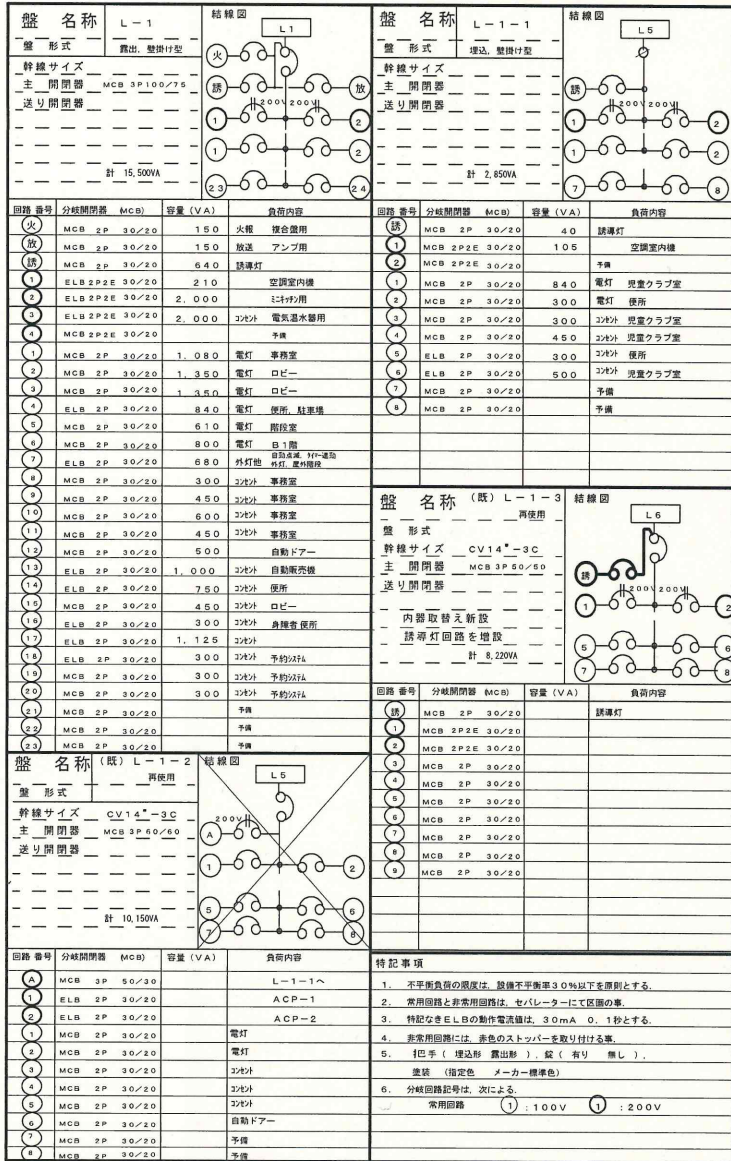 盤 名称 L-1
盤 形式 露出、壁掛け型
幹線サイズ
主 開閉器 MCB 3P100/75
送り開閉器
計 15,500VA
結線図
L1
火
誘 放
200V 200V
1 2
1 2
23 24
回路 番号 分岐開閉器 (MCB) 容量(VA) 負荷内容
火 MCB 2P 30/20 150 火報 複合盤用
放 MCB 2P 30/20 150 放送 アンプ用
誘 MCB 2P 30/20 640 誘導灯
1 ELB 2P2E 30/20 210 空調室内機
2 ELB 2P2E 30/20 2,000 ミニキッチン用
3 ELB 2P2E 30/20 2,000 コンセント 電気温水器用
4 MCB 2P2E 30/20 予備
1 MCB 2P 30/20 1,080 電灯 事務室
2 MCB 2P 30/20 1,350 電灯 ロビー
3 MCB 2P 30/20 1,350 電灯 ロビー
4 ELB 2P 30/20 840 電灯 便所、駐車場
5 MCB 2P 30/20 610 電灯 階段室
6 MCB 2P 30/20 800 電灯 B1階
7 ELB 2P 30/20 680 外灯他 自動点滅、タイマー連動 外灯、屋外階段
8 MCB 2P 30/20 300 コンセント 事務室
9 MCB 2P 30/20 450 コンセント 事務室
10 MCB 2P 30/20 600 コンセント 事務室
11 MCB 2P 30/20 450 コンセント 事務室
12 MCB 2P 30/20 500 自動ドアー
13 ELB 2P 30/20 1,000 コンセント 自動販売機
14 ELB 2P 30/20 750 コンセント 便所
15 MCB 2P 30/20 450 コンセント ロビー
16 ELB 2P 30/20 300 コンセント 身障者便所
17 ELB 2P 30/20 1,125 コンセント
18 ELB 2P 30/20 300 コンセント 予約システム
19 MCB 2P 30/20 300 コンセント 予約システム
20 MCB 2P 30/20 300 コンセント 予約システム
21 MCB 2P 30/20 予備
22 MCB 2P 30/20 予備
23 MCB 2P 30/20 予備
盤 名称 (既)L-1-2
再使用
盤 形式
幹線サイズ CV14°-3C
主 開閉器 MCB 3P 60/60
送り開閉器
計 10,150VA
結線図
L5
200V
A
1 2
5 6
7 8
回路 番号 分岐開閉器 (MCB) 容量(VA) 負荷内容
A MCB 3P 50/30 L-1-1へ
1 ELB 2P 30/20 ACP-1
2 ELB 2P 30/20 ACP-2
1 MCB 2P 30/20 電灯
2 MCB 2P 30/20 電灯
3 MCB 2P 30/20 コンセント
4 MCB 2P 30/20 コンセント
5 MCB 2P 30/20 コンセント
6 MCB 2P 30/20 自動ドアー
7 MCB 2P 30/20 予備
8 MCB 2P 30/20 予備
盤 名称 L-1-1
盤 形式 埋込、壁掛け型
幹線サイズ
主 開閉器
送り開閉器
計 2,850VA
結線図
L5
誘
200V 200V
1 2
1 2
7 8
回路 番号 分岐開閉器 (MCB) 容量(VA) 負荷内容
誘 MCB 2P 30/20 40 誘導灯
1 MCB 2P2E 30/20 105 空調室内機
2 MCB 2P2E 30/20 予備
1 MCB 2P 30/20 840 電灯 児童クラブ室
2 MCB 2P 30/20 300 電灯 便所
3 MCB 2P 30/20 300 コンセント 児童クラブ室
4 MCB 2P 30/20 450 コンセント 児童クラブ室
5 ELB 2P 30/20 300 コンセント 便所
6 ELB 2P 30/20 500 コンセント 児童クラブ室
7 MCB 2P 30/20 予備
8 MCB 2P 30/20 予備
盤 名称 (既)L-1-3
再使用
盤 形式
幹線サイズ CV14°-3C
主 開閉器 MCB 3P 50/50
送り開閉器
内器取替え新設
誘導灯回路を増設
計 8,220VA
結線図
L6
誘
200V 200V
1 2
5 6
7 8
回路 番号 分岐開閉器 (MCB) 容量(VA) 負荷内容
誘 MCB 2P 30/20 誘導灯
1 MCB 2P2E 30/20
2 MCB 2P2E 30/20
3 MCB 2P 30/20
4 MCB 2P 30/20
5 MCB 2P 30/20
6 MCB 2P 30/20
7 MCB 2P 30/20
8 MCB 2P 30/20
9 MCB 2P 30/20
特記事項
1. 不平衡負荷の限度は、設備不平衡率30%以下を原則とする.
2. 常用回路と非常用回路は、セパレーターにて区画の事.
3. 特記なきELBの動作電流値は、30mA 0.1秒とする.
4. 非常用回路には、赤色のストッパーを取り付ける事.
5. 把手( 埋込形 露出形 ), 錠( 有り 無し ),
塗装 (指定色 メーカー標準色)
6. 分岐回路記号は、次による.
常用回路 1:100V 1:200V